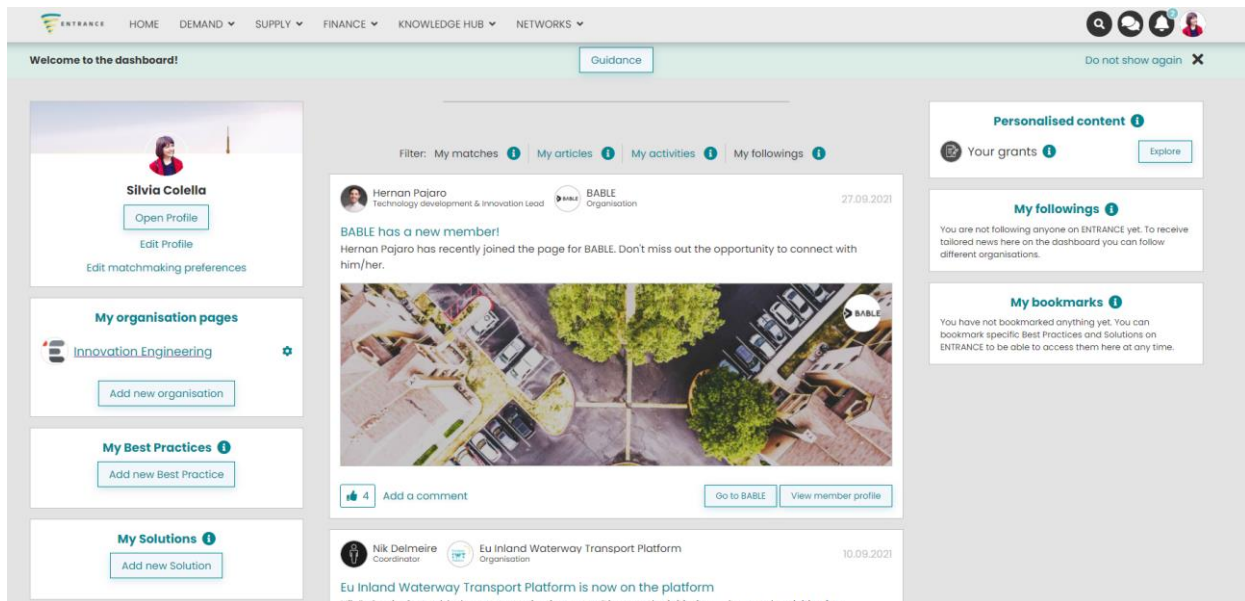 ENTRANCE HOME DEMAND SUPPLY FINANCE KNOWLEDGE HUB NETWORKS
2
Welcome to the dashboard! Guidance Do not show again
Silvia Colella
Open Profile
Edit Profile
Edit matchmaking preferences
My organisation pages
Innovation Engineering
Add new organisation
My Best Practices
Add new Best Practice
My Solutions
Add new Solution
Filter: My matches My articles My activities My followings
Hernan Pajaro BABLE 27.09.2021
Technology development & Innovation Lead BABLE Organisation
BABLE has a new member!
Hernan Pajaro has recently joined the page for BABLE. Don't miss out the opportunity to connect with
him/her.
BABLE
4 Add a comment Go to BABLE View member profile
Nik Delmeire Eu Inland Waterway Transport Platform 10.09.2021
Coordinator Organisation
Eu Inland Waterway Transport Platform is now on the platform
Personalised content
Your grants Explore
My followings
You are not following anyone on ENTRANCE yet. To receive
tailored news here on the dashboard you can follow
different organisations.
My bookmarks
You have not bookmarked anything yet. You can
bookmark specific Best Practices and Solutions on
ENTRANCE to be able to access them here at any time.